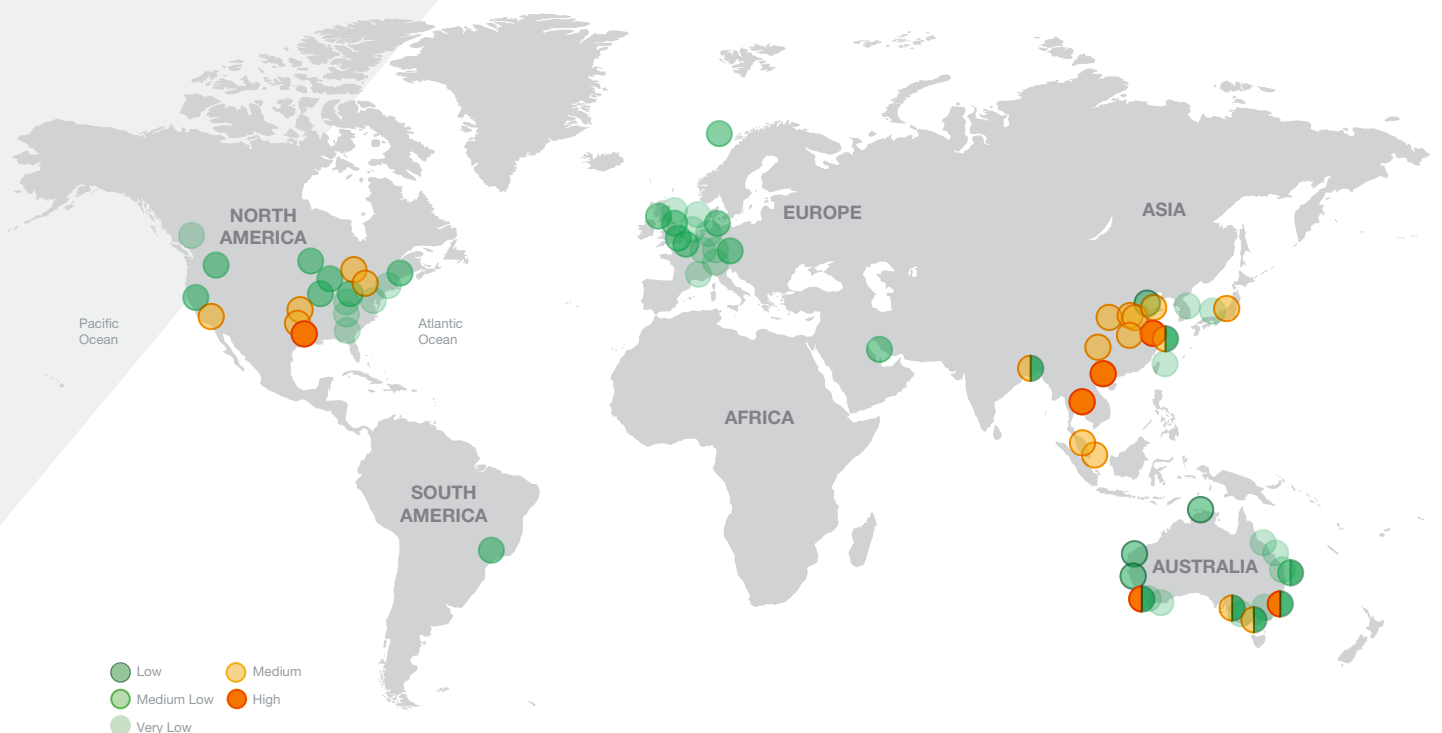 NORTH
AMERICA
EUROPE
ASIA
Pacific
Ocean
Atlantic
Ocean
AFRICA
SOUTH
AMERICA
AUSTRALIA
Low
Medium
Medium Low
High
Very Low